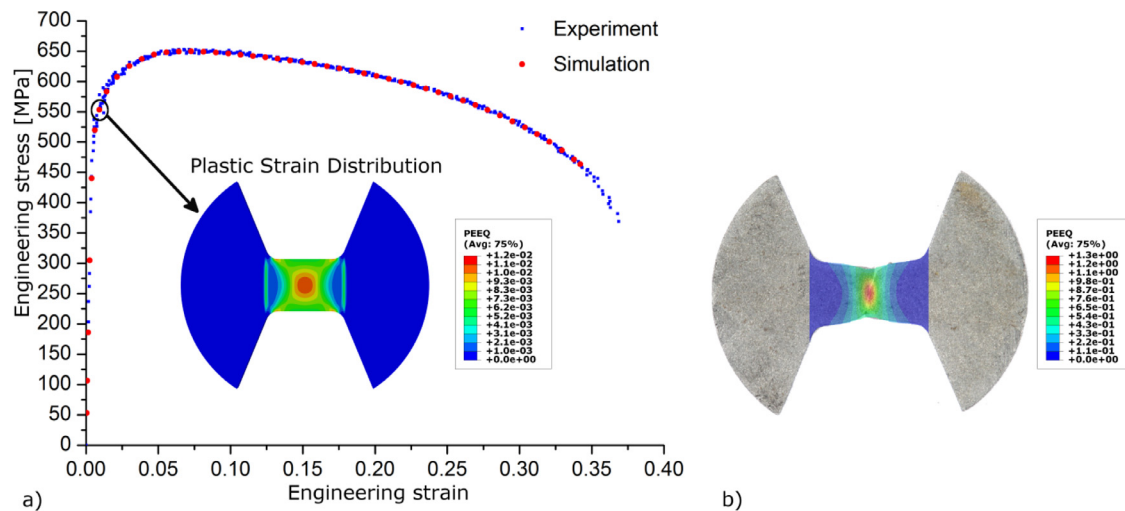 700
650
600
550
500
450
400
350
300
250
200
150
100
50
0
Engineering stress [MPa]
Experiment
Simulation
Plastic Strain Distribution
PEEQ
(Avg: 75%)
+1.2e-02
+1.1e-02
+1.0e-02
+9.3e-03
+8.3e-03
+7.3e-03
+6.2e-03
+5.2e-03
+4.1e-03
+3.1e-03
+2.1e-03
+1.0e-03
+0.0e+00
0.00 0.05 0.10 0.15 0.20 0.25 0.30 0.35 0.40
Engineering strain
a)
PEEQ
(Avg: 75%)
+1.3e+00
+1.2e+00
+1.1e+00
+9.8e-01
+8.7e-01
+7.6e-01
+6.5e-01
+5.4e-01
+4.3e-01
+3.3e-01
+2.2e-01
+1.1e-01
+0.0e+00
b)